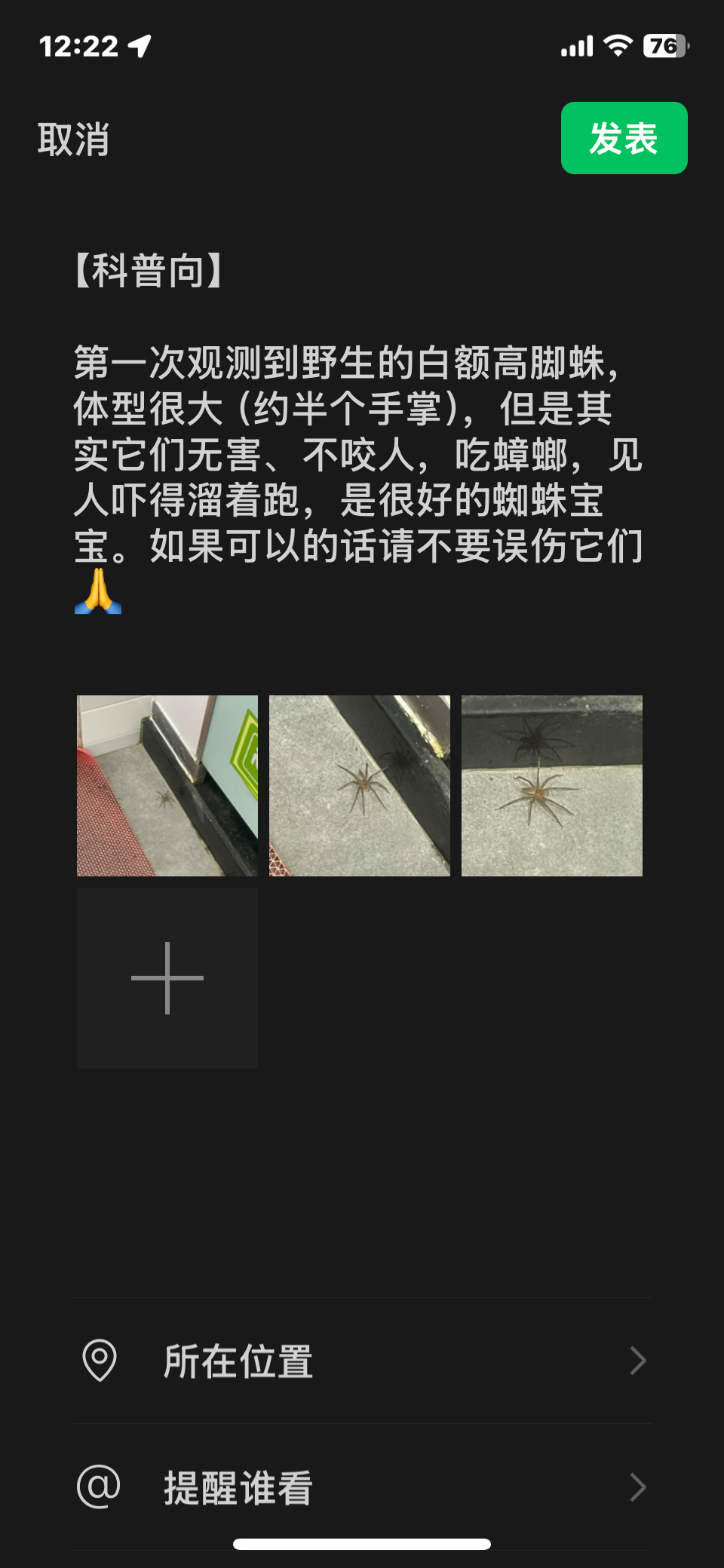 12:22
76
取消
发表
【科普向】
第一次观测到野生的白额高脚蛛，
体型很大（约半个手掌），但是其
实它们无害、不咬人，吃蟑螂，见
人吓得溜着跑，是很好的蜘蛛宝
宝。如果可以的话请不要误伤它们
🙏
所在位置
@ 提醒谁看